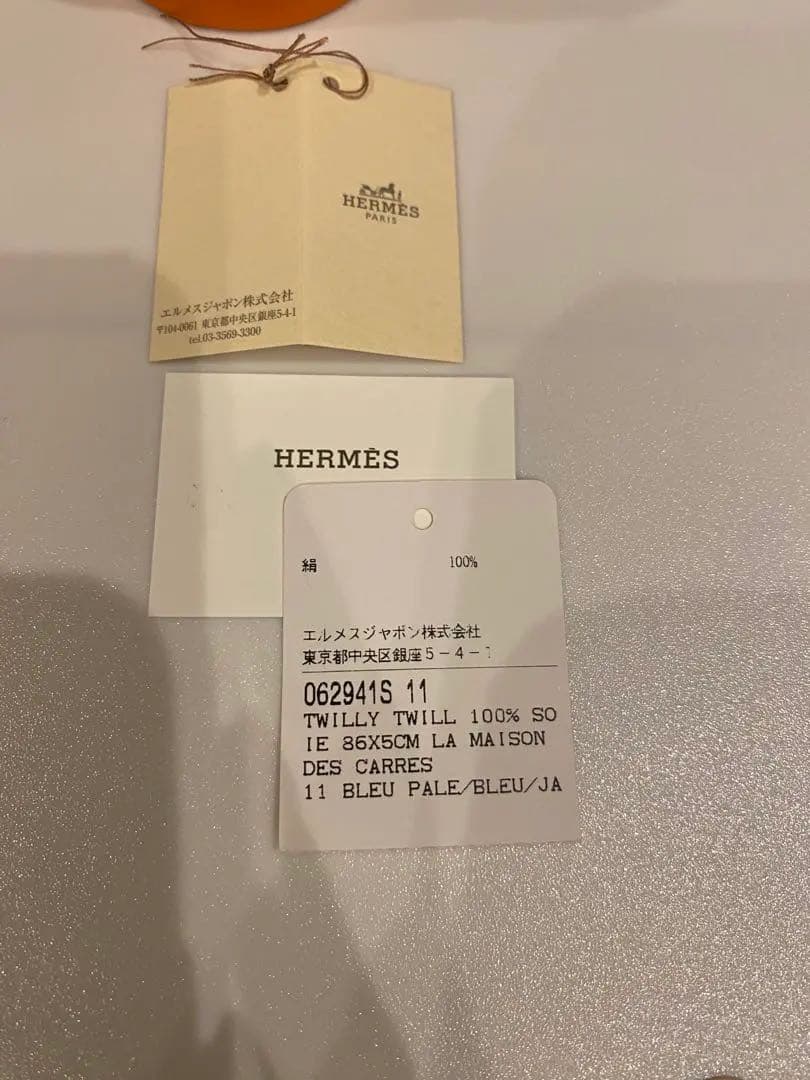 HERMÈS
PARIS
エルメスジャポン株式会社
〒104-0061 東京都中央区銀座5-4-1
tel.03-3569-3300
HERMÈS
絹 100%
エルメスジャポン株式会社
東京都中央区銀座5-4-1
062941S 11
TWILLY TWILL 100% SO
IE 86X5CM LA MAISON
DES CARRES
11 BLEU PALE/BLEU/JA